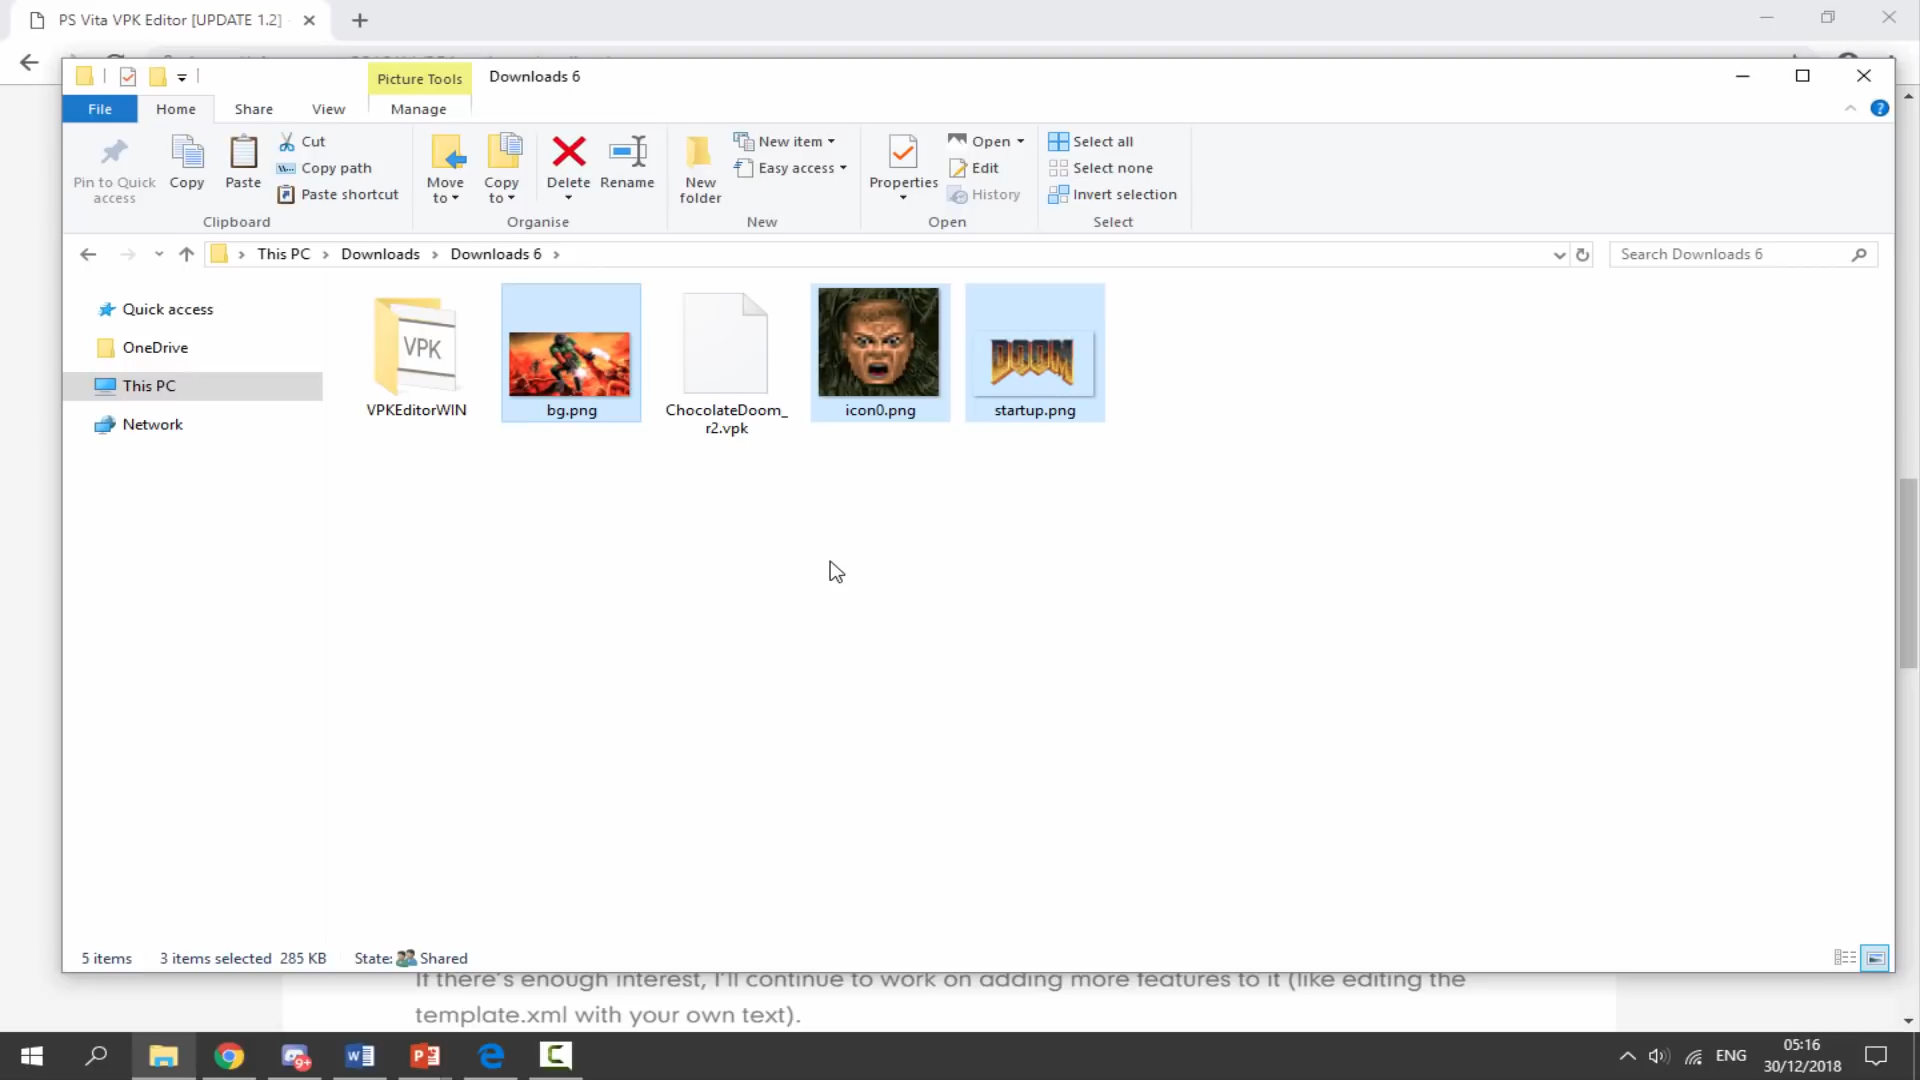 PS Vita VPK Editor [UPDATE 1.2]
Picture Tools
Downloads 6
File
Home
Share
View
Manage
Pin to Quick
access
Copy
Paste
Cut
Copy path
Paste shortcut
Clipboard
Move
to
Copy
to
Delete
Rename
Organise
New
folder
New item
Easy access
New
Properties
Open
Edit
History
Open
Select all
Select none
Invert selection
Select
This PC
Downloads
Downloads 6
Search Downloads 6
Quick access
OneDrive
This PC
Network
VPK
VPKEditorWIN
bg.png
ChocolateDoom_
r2.vpk
icon0.png
DOOM
startup.png
5 items
3 items selected 285 KB
State: Shared
If there's enough interest, I'll continue to work on adding more features to it (like editing the
template.xml with your own text).
9+
ENG
05:16
30/12/2018